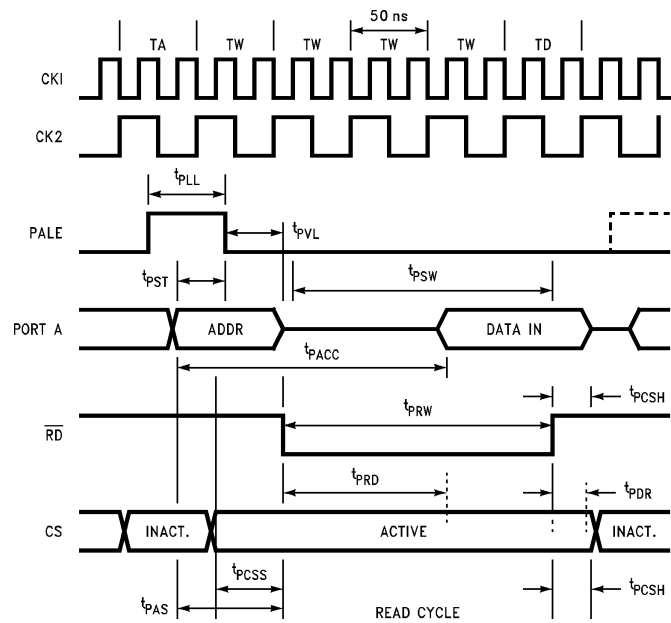 50 ns
TA TW TW TW TW TD
CK1
CK2
tPLL
PALE
tPVL
tPST
tPSW
PORT A
ADDR
DATA IN
tPACC
tPRW
tPCSH
RD
tPRD
tPDR
CS
INACT.
ACTIVE
INACT.
tPCSS
tPCSH
tPAS
READ CYCLE